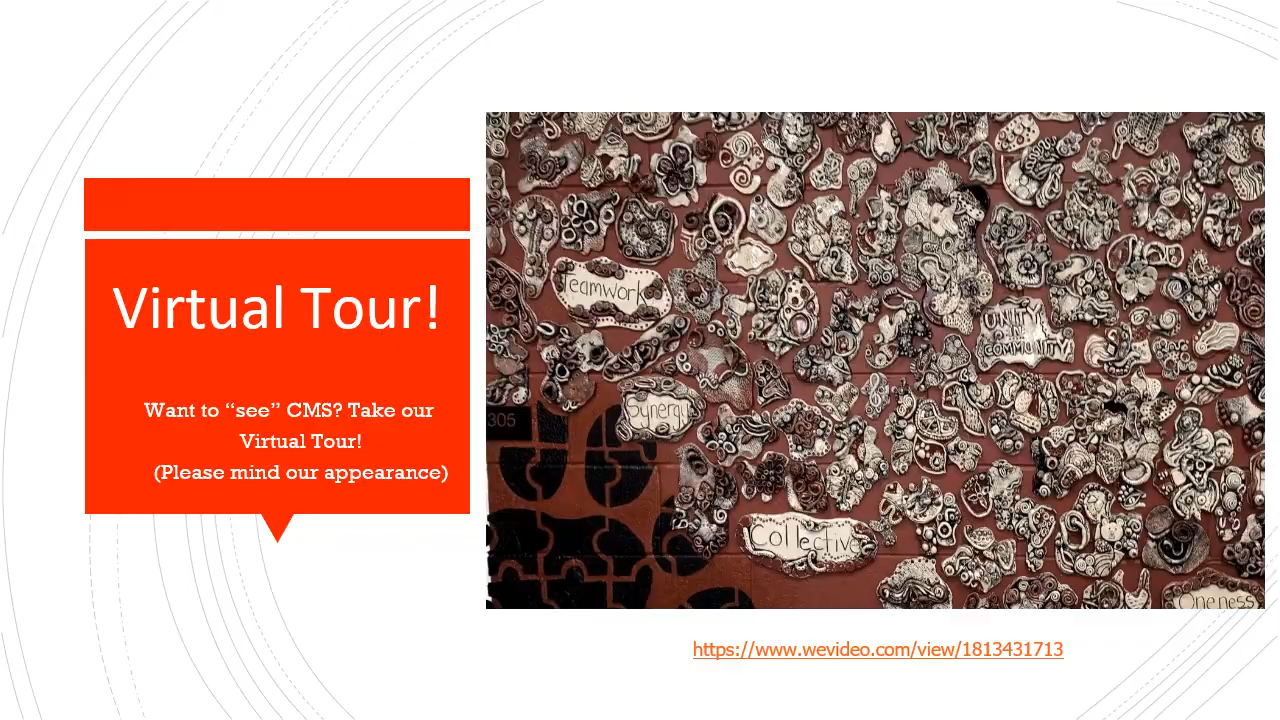 Virtual Tour!
Want to “see” CMS? Take our
Virtual Tour!
(Please mind our appearance)
Teamwork
UNITY
IN
COMMUNITY
Synergy
305
Collective
Oneness
https://www.wevideo.com/view/1813431713